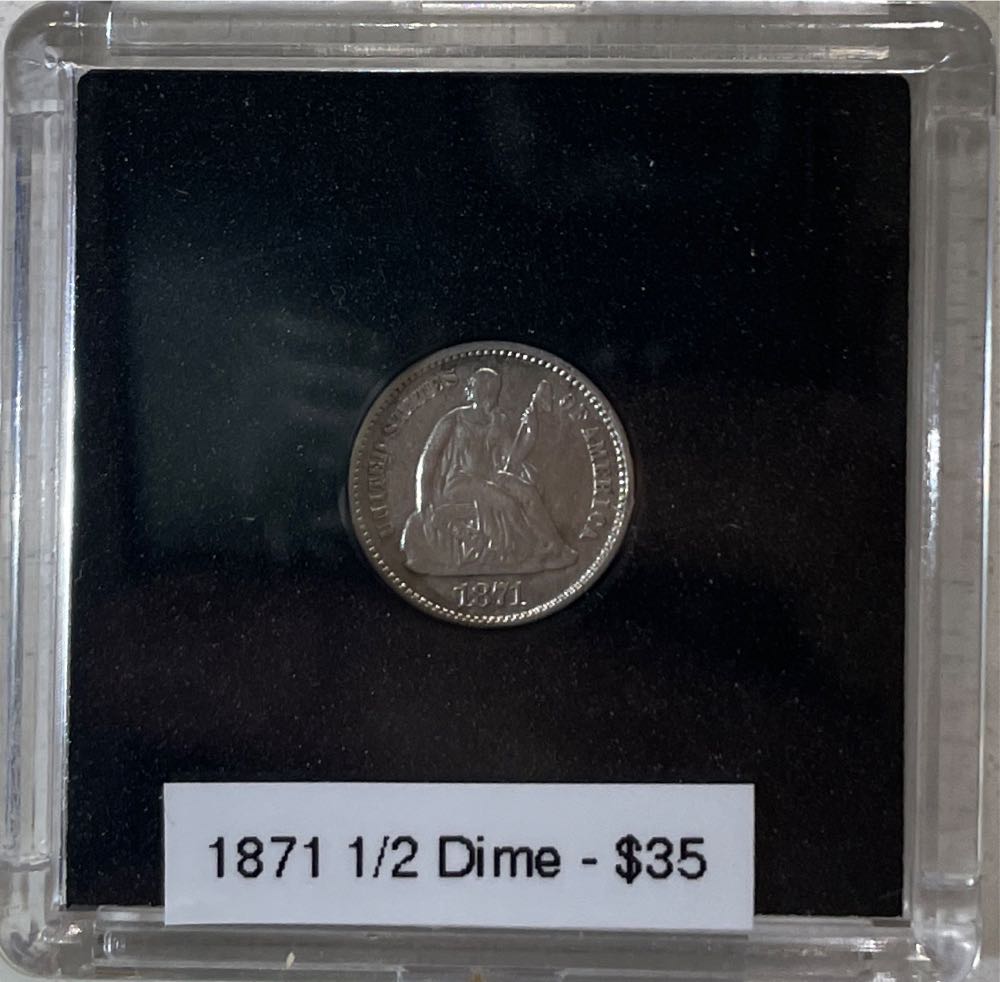 UNITED STATES OF AMERICA
1871
1871 1/2 Dime - $35